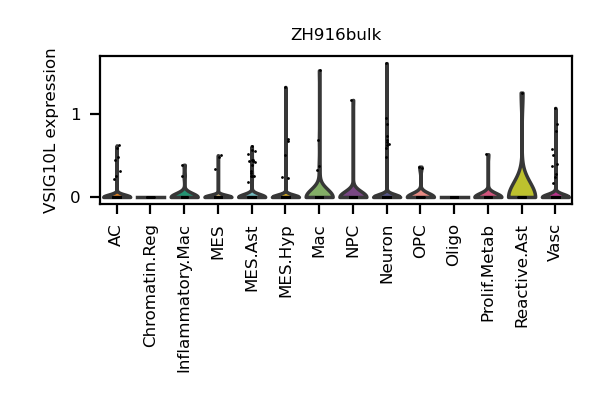 ZH916bulk
VSIG10L expression
1
0
AC
Chromatin.Reg
Inflammatory.Mac
MES
MES.Ast
MES.Hyp
Mac
NPC
Neuron
OPC
Oligo
Prolif.Metab
Reactive.Ast
Vasc